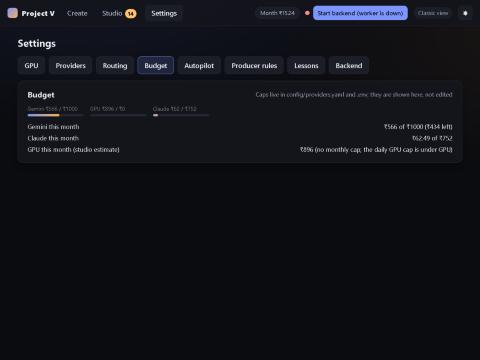 Project V
Create
Studio 14
Settings
Month ₹1524
Start backend (worker is down)
Classic view
Settings
GPU
Providers
Routing
Budget
Autopilot
Producer rules
Lessons
Backend
Budget
Caps live in config/providers.yaml and .env; they are shown here, not edited
Gemini ₹566 / ₹1000
GPU ₹896 / ₹0
Claude ₹62 / ₹752
Gemini this month
₹566 of ₹1000 (₹434 left)
Claude this month
₹62.49 of ₹752
GPU this month (studio estimate)
₹896 (no monthly cap; the daily GPU cap is under GPU)